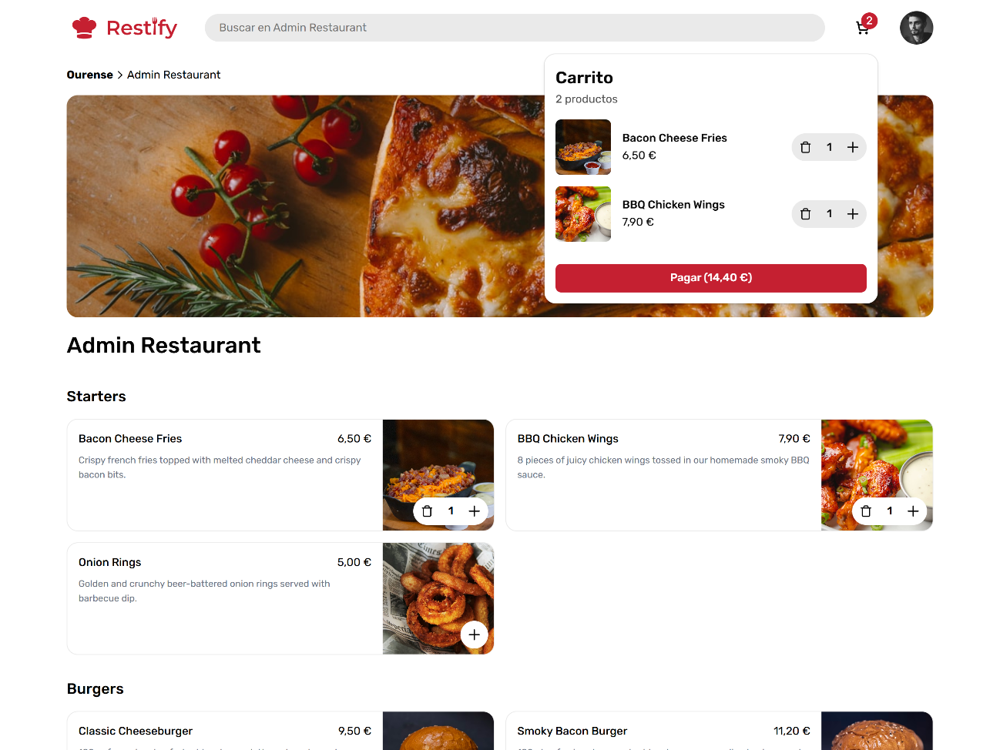 Restify
Buscar en Admin Restaurant
2
Ourense > Admin Restaurant
Carrito
2 productos
Bacon Cheese Fries
6,50 €
1
BBQ Chicken Wings
7,90 €
1
Pagar (14,40 €)
Admin Restaurant
Starters
Bacon Cheese Fries 6,50 €
Crispy french fries topped with melted cheddar cheese and crispy
bacon bits.
1
BBQ Chicken Wings 7,90 €
8 pieces of juicy chicken wings tossed in our homemade smoky BBQ
sauce.
1
Onion Rings 5,00 €
Golden and crunchy beer-battered onion rings served with
barbecue dip.
Burgers
Classic Cheeseburger 9,50 €
Smoky Bacon Burger 11,20 €